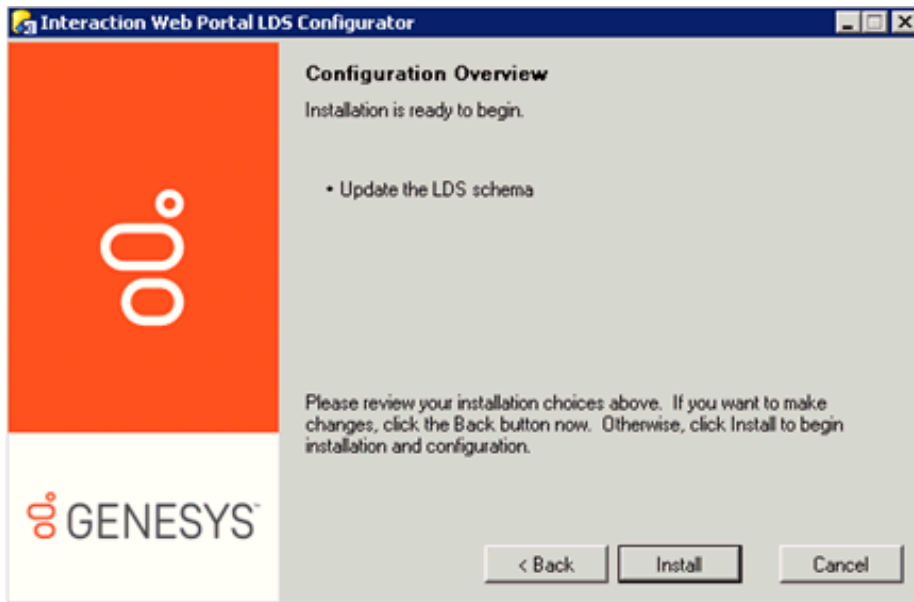 Interaction Web Portal LDS Configurator
Configuration Overview
Installation is ready to begin.
• Update the LDS schema
Please review your installation choices above. If you want to make
changes, click the Back button now. Otherwise, click Install to begin
installation and configuration.
GENESYS™
< Back
Install
Cancel